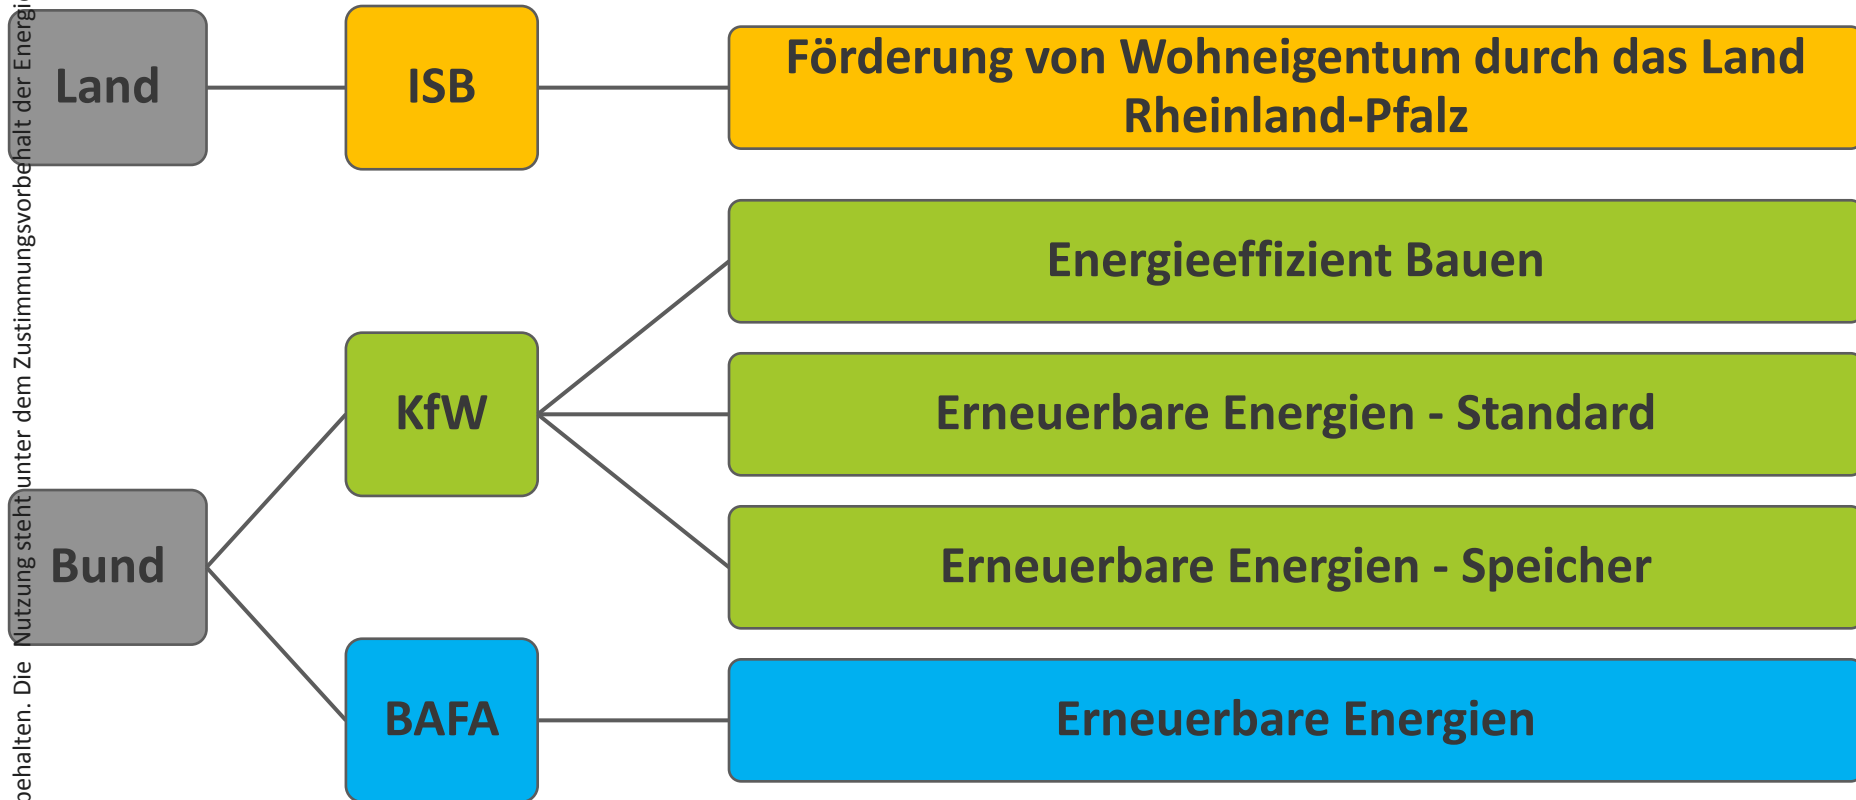 Land
ISB
Förderung von Wohneigentum durch das Land
Rheinland-Pfalz
Energieeffizient Bauen
KfW
Erneuerbare Energien - Standard
Bund
Erneuerbare Energien - Speicher
BAFA
Erneuerbare Energien
behalten. Die Nutzung steht unter dem Zustimmungsvorbehalt der Energie